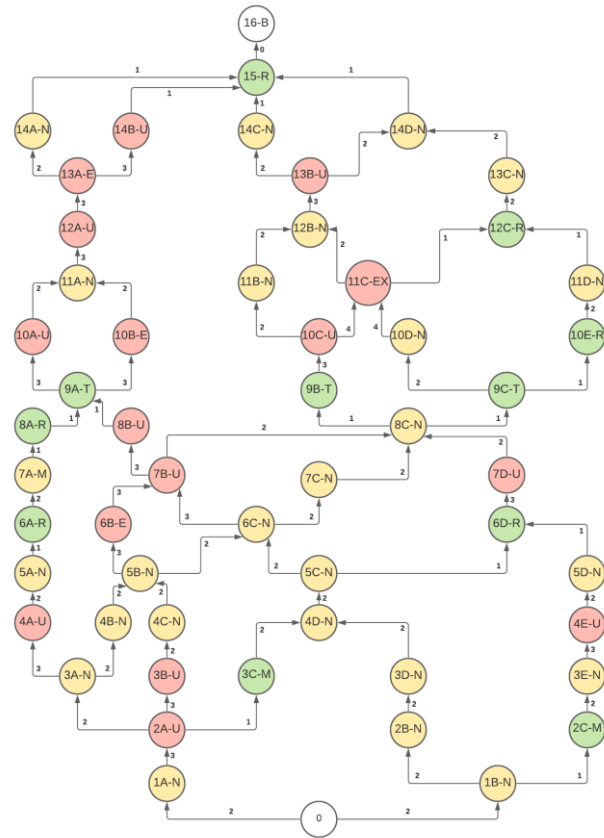 16-B
0
1 15-R 1
1
1
14A-N 14B-U 14C-N 14D-N
2 3 2 2 2
13A-E 13B-U 13C-N
3 3 2
12A-U 12B-N 12C-R
3 2 2 1 1
11A-N 11B-N 11C-EX 11D-N
2 2 2 4 4 2
10A-U 10B-E 10C-U 10D-N 10E-R
3 3 3 2 1
9A-T 9B-T 9C-T
1 1 1 1
8A-R 8B-U 8C-N
1 3 2 2 2
7A-M 7B-U 7C-N 7D-U
2 3 3 2 3
6A-R 6B-E 6C-N 6D-R
1 3 2 2 1 1
5A-N 5B-N 5C-N 5D-N
2 2 2 2 2
4A-U 4B-N 4C-N 4D-N 4E-U
3 2 2 2 2 3
3A-N 3B-U 3C-M 3D-N 3E-N
2 3 1 2 2
2A-U 2B-N 2C-M
3 2 1
1A-N 1B-N
2 0 2